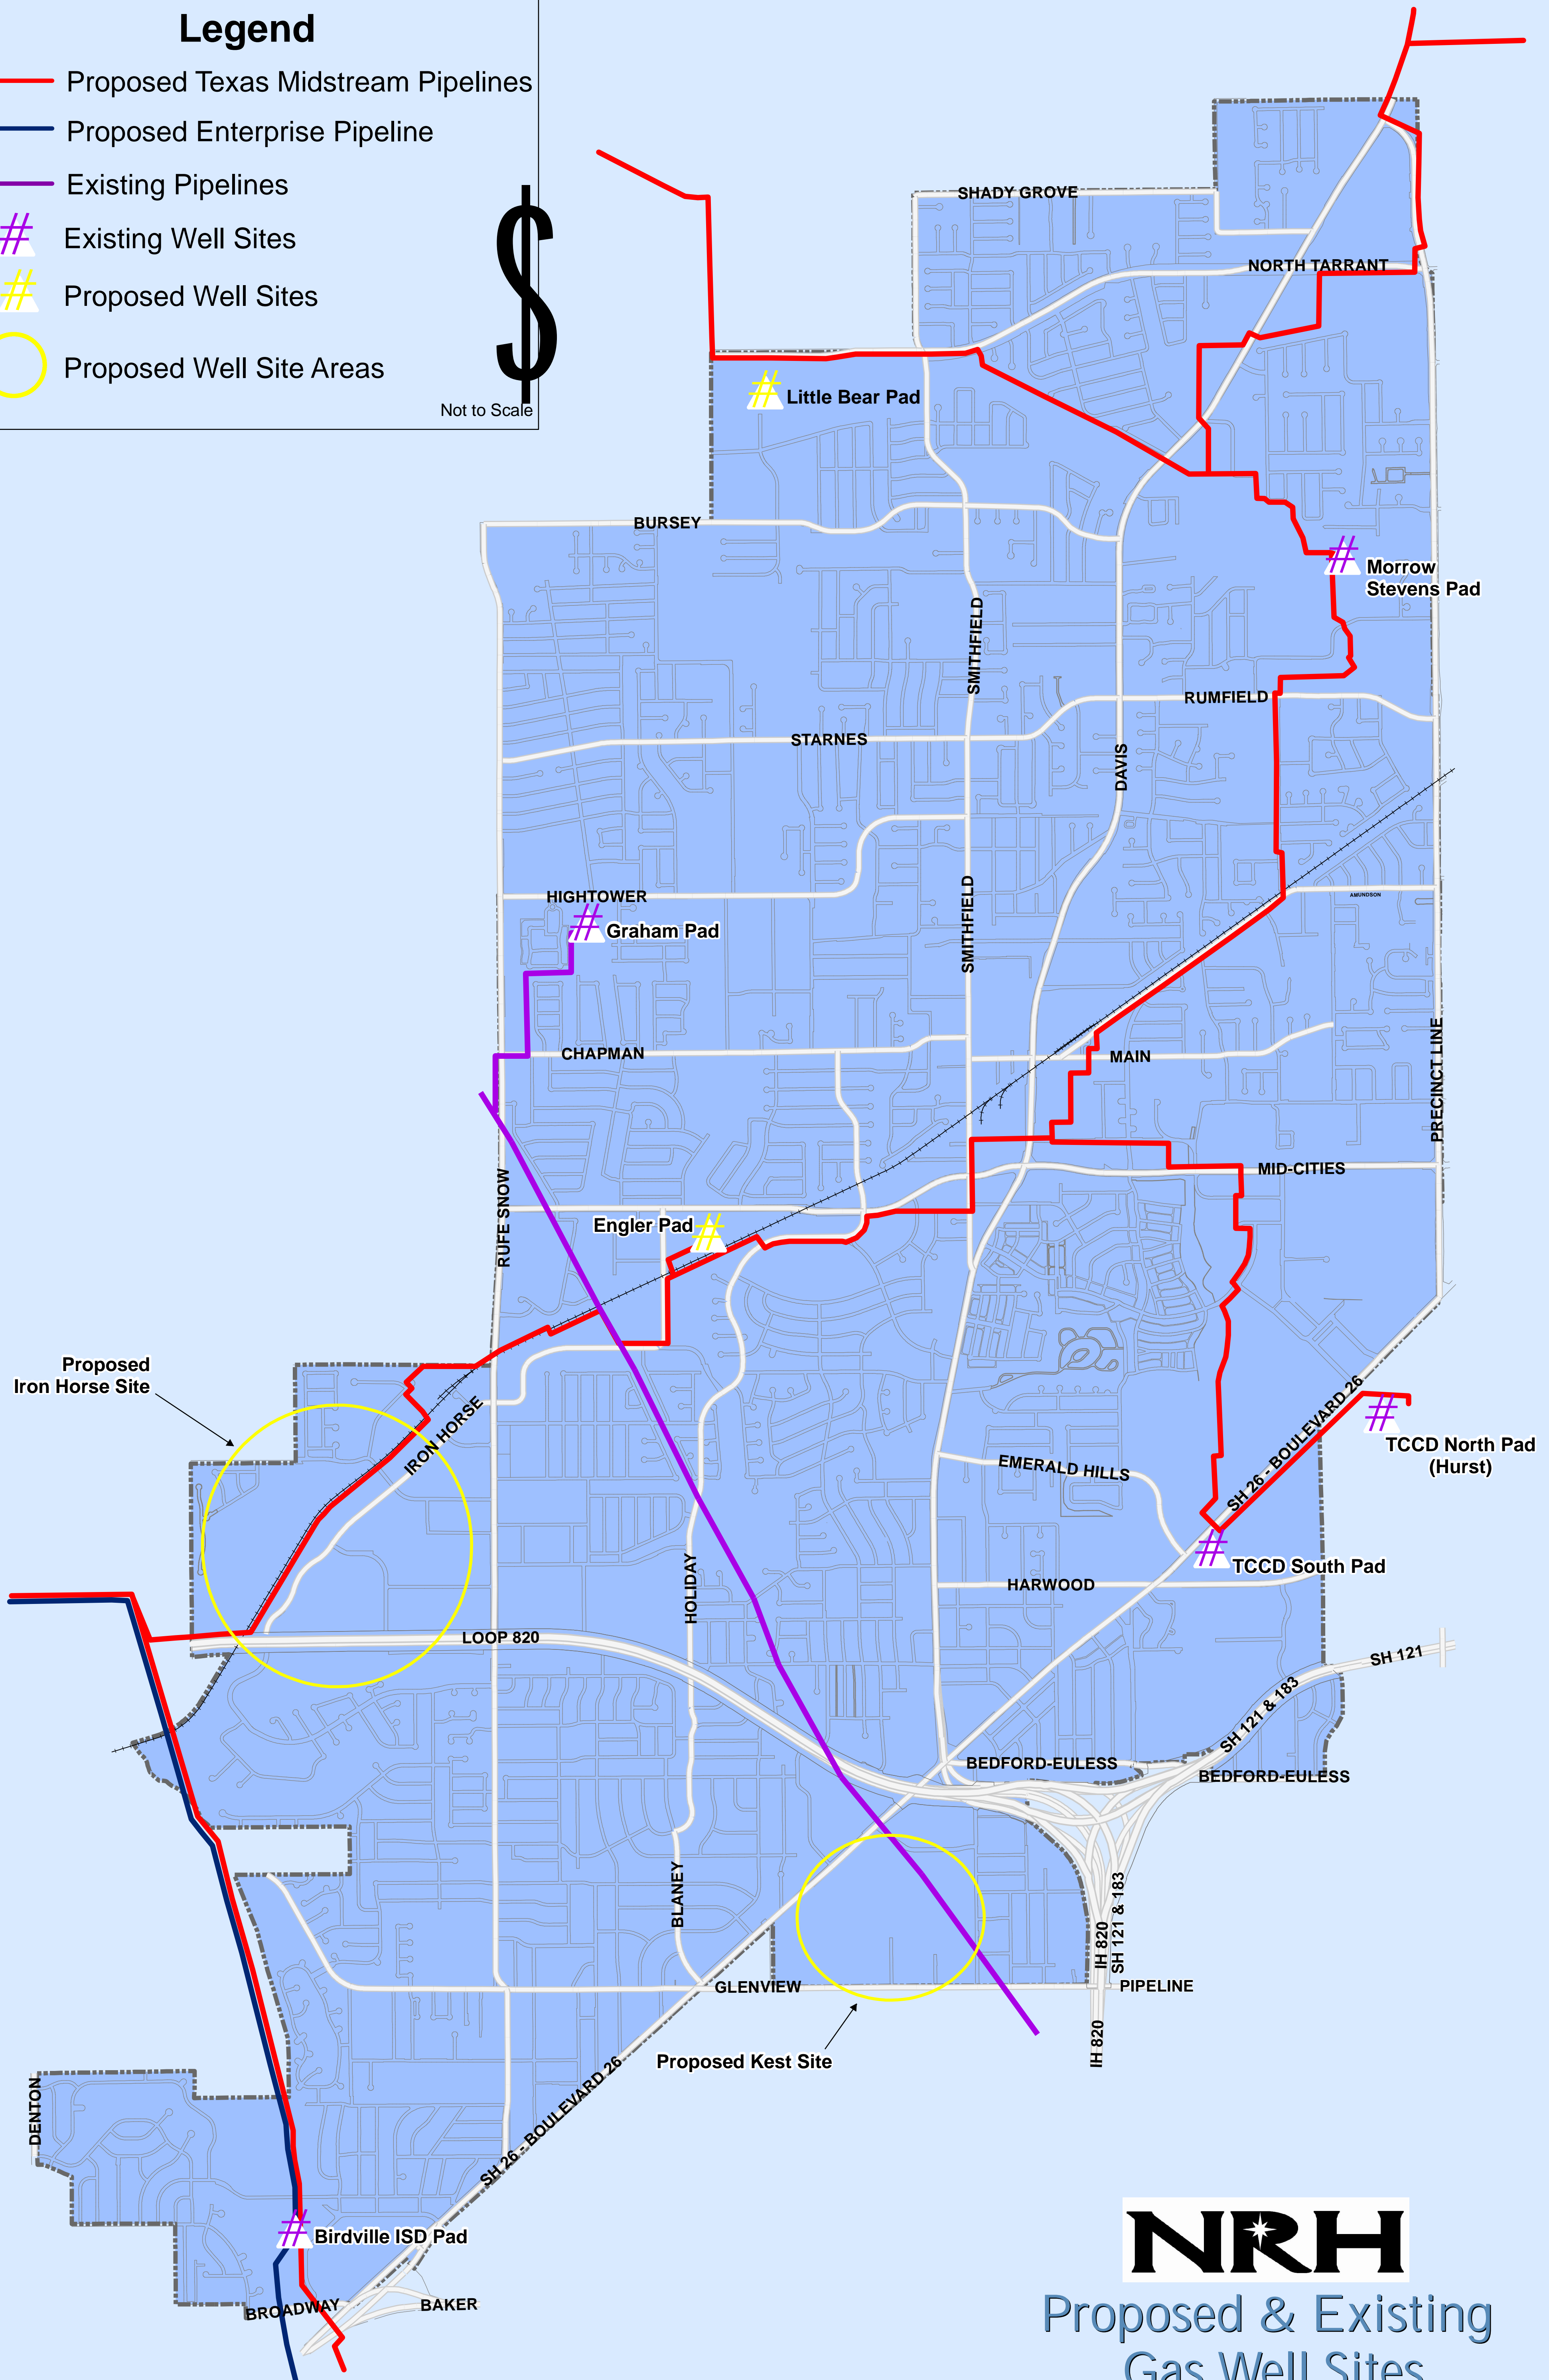 Legend
Proposed Texas Midstream Pipelines
Proposed Enterprise Pipeline
Existing Pipelines
Existing Well Sites
Proposed Well Sites
Proposed Well Site Areas
$
Not to Scale
SHADY GROVE
NORTH TARRANT
Little Bear Pad
BURSEY
Morrow
Stevens Pad
SMITHFIELD
RUMFIELD
STARNES
DAVIS
HIGHTOWER
AMUNDSON
Graham Pad
SMITHFIELD
CHAPMAN
MAIN
PRECINCT LINE
MID-CITIES
RUFE SNOW
Engler Pad
Proposed
Iron Horse Site
IRON HORSE
SH 26 - BOULEVARD 26
TCCD North Pad
(Hurst)
EMERALD HILLS
TCCD South Pad
HARWOOD
HOLIDAY
LOOP 820
SH 121
SH 121 & 183
BEDFORD-EULESS
BEDFORD-EULESS
BLANEY
IH 820
SH 121 & 183
GLENVIEW
PIPELINE
IH 820
Proposed Kest Site
DENTON
SH 26 - BOULEVARD 26
Birdville ISD Pad
BROADWAY
BAKER
NRH
Proposed & Existing
Gas Well Sites